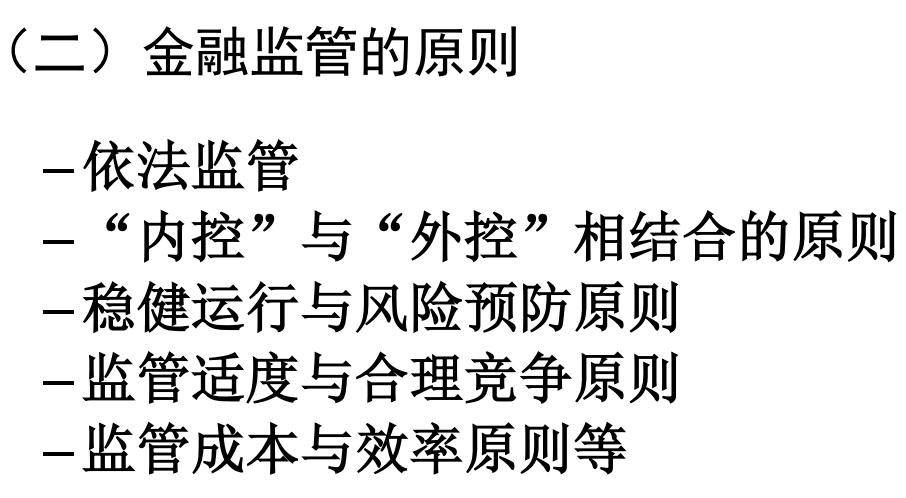 （二）金融监管的原则
–依法监管
–“内控”与“外控”相结合的原则
–稳健运行与风险预防原则
–监管适度与合理竞争原则
–监管成本与效率原则等